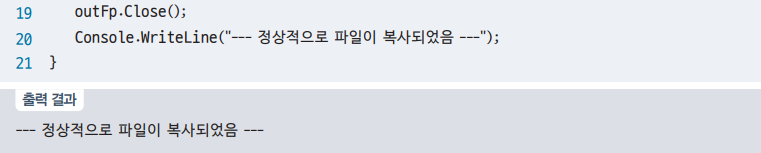 19 outFp.Close();
20 Console.WriteLine("--- 정상적으로 파일이 복사되었음 ---");
21 }
출력 결과
--- 정상적으로 파일이 복사되었음 ---